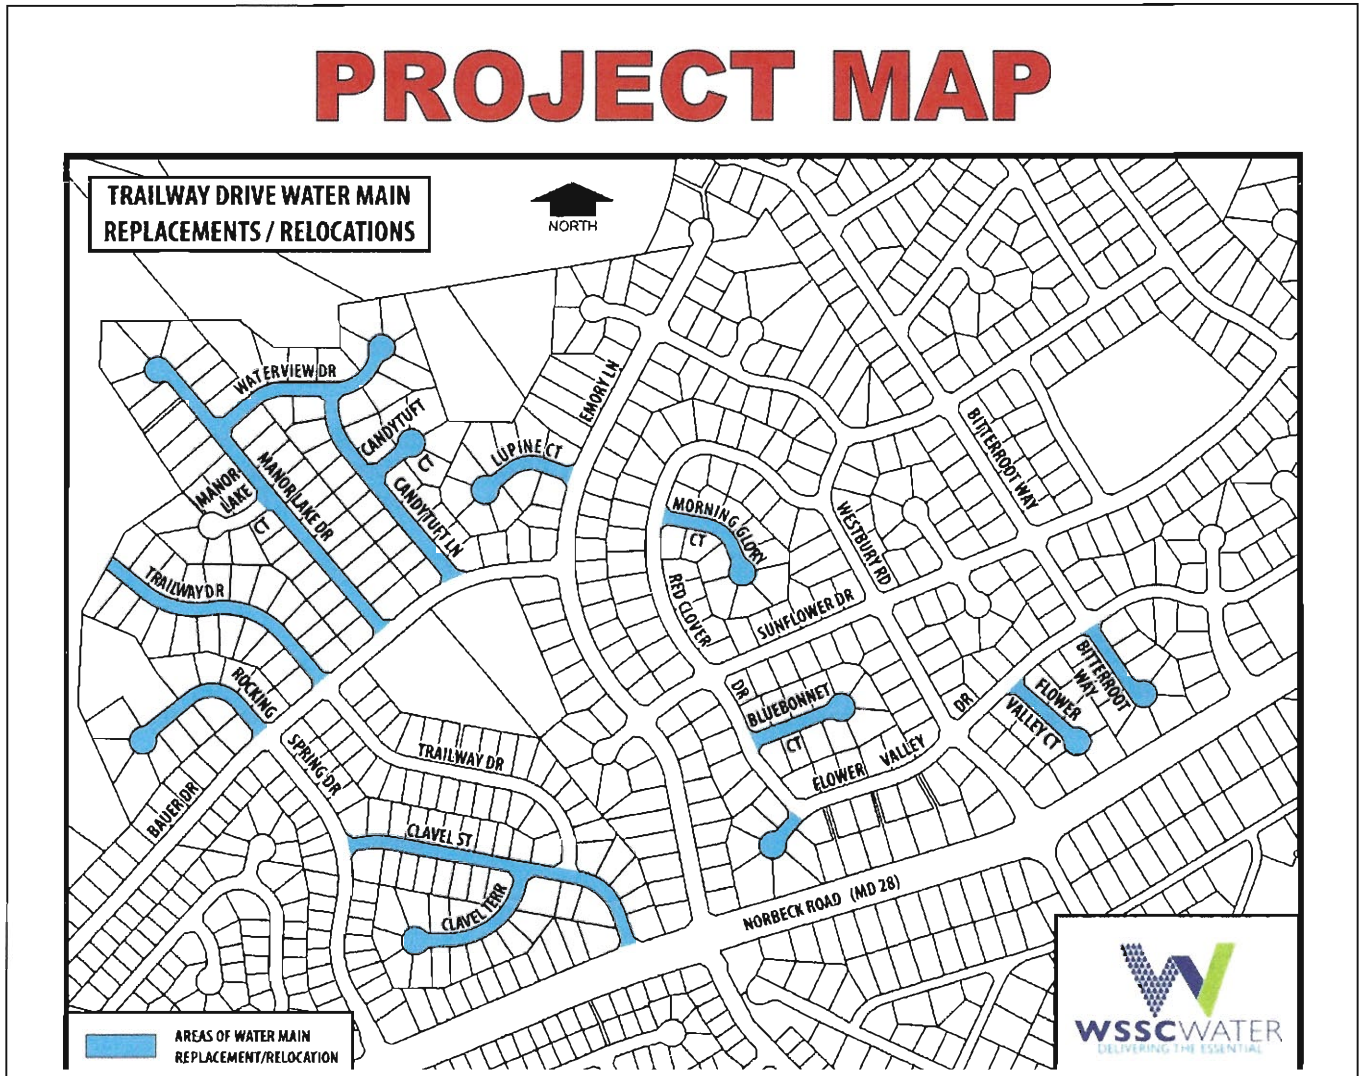 PROJECT MAP
TRAILWAY DRIVE WATER MAIN
REPLACEMENTS / RELOCATIONS
NORTH
WATERVIEW DR
CANDYTUFT
CT
EMORY LN
LUPINE CT
MANOR
LAKE
CT
MANOR LAKE DR
CANDYTUFT LN
BITTERROOT WAY
MORNING GLORY
CT
WESTBURY RD
TRAILWAY DR
RED CLOVER
DR
SUNFLOWER DR
ROCKING
SPRING DR
BLUEBONNET
CT
BITTERROOT
WAY
FLOWER
VALLEY CT
FLOWER VALLEY DR
TRAILWAY DR
BAUER DR
CLAVEL ST
CLAVEL TERR
NORBECK ROAD (MD 28)
AREAS OF WATER MAIN
REPLACEMENT/RELOCATION
WSSCWATER
DELIVERING THE ESSENTIAL